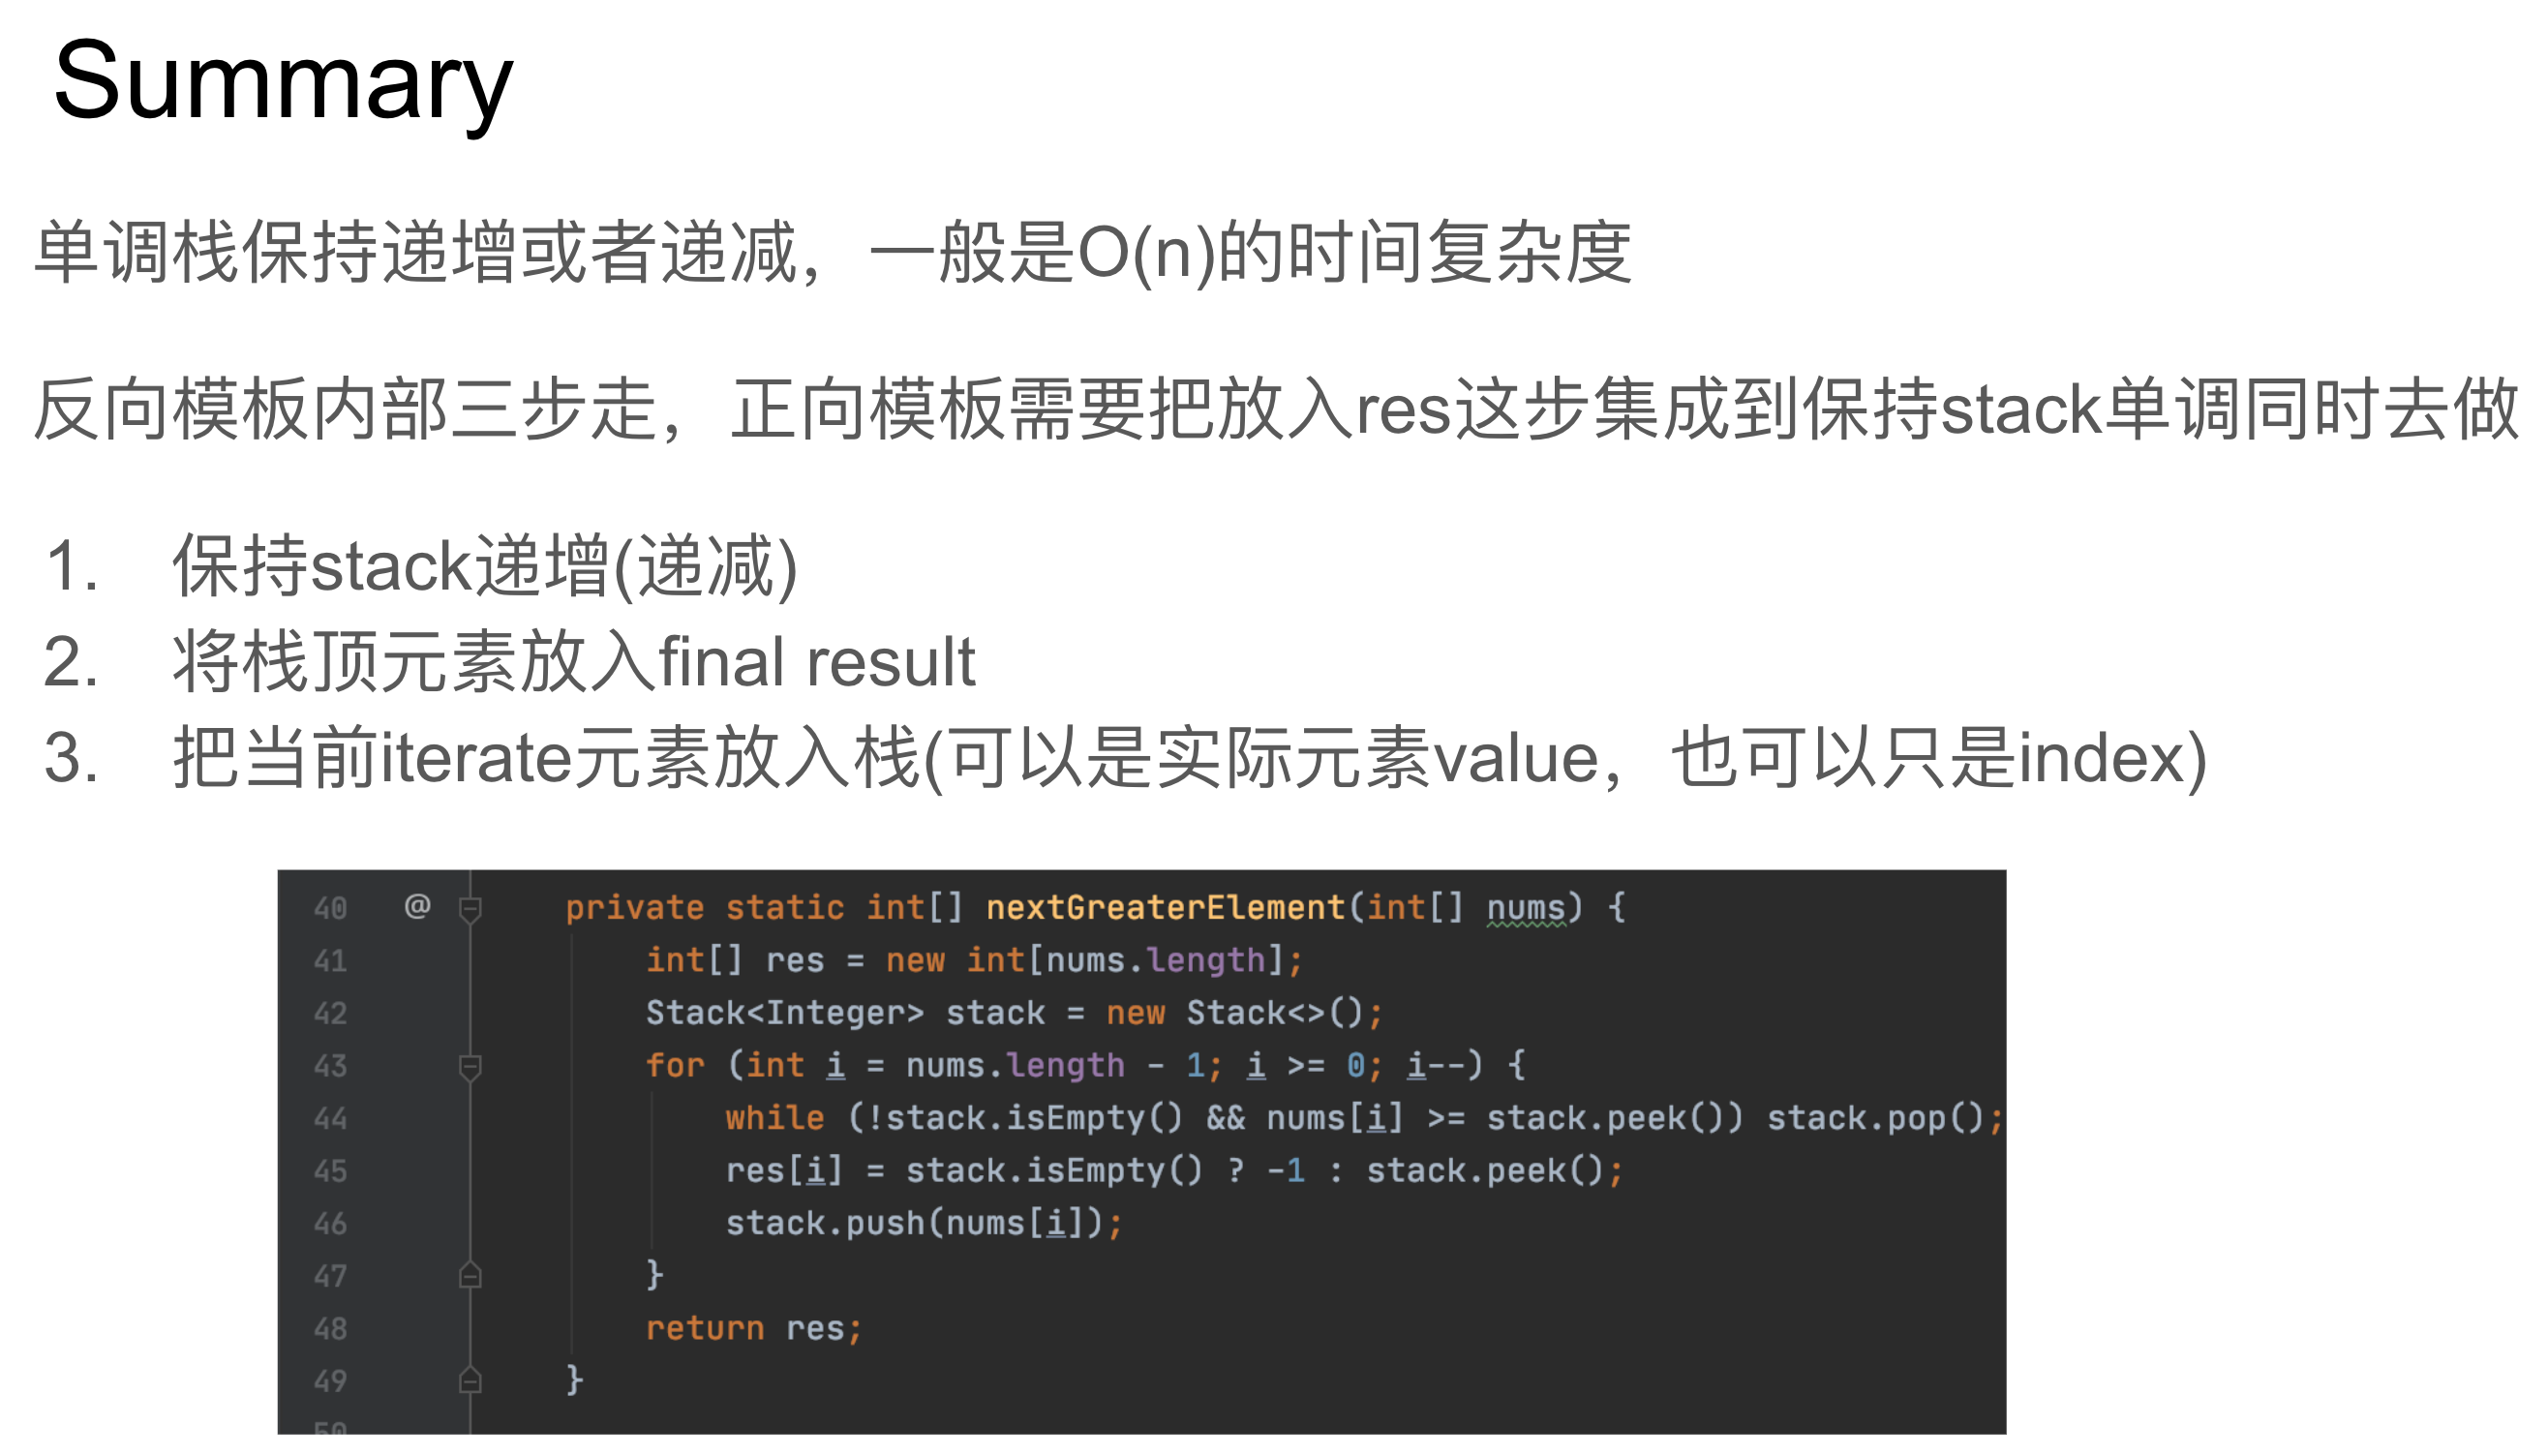 Summary
单调栈保持递增或者递减，一般是O(n)的时间复杂度
反向模板内部三步走，正向模板需要把放入res这步集成到保持stack单调同时去做
1. 保持stack递增(递减)
2. 将栈顶元素放入final result
3. 把当前iterate元素放入栈(可以是实际元素value，也可以只是index)
40 @ private static int[] nextGreaterElement(int[] nums) {
41 int[] res = new int[nums.length];
42 Stack<Integer> stack = new Stack<>();
43 for (int i = nums.length - 1; i >= 0; i--) {
44 while (!stack.isEmpty() && nums[i] >= stack.peek()) stack.pop();
45 res[i] = stack.isEmpty() ? -1 : stack.peek();
46 stack.push(nums[i]);
47 }
48 return res;
49 }
50